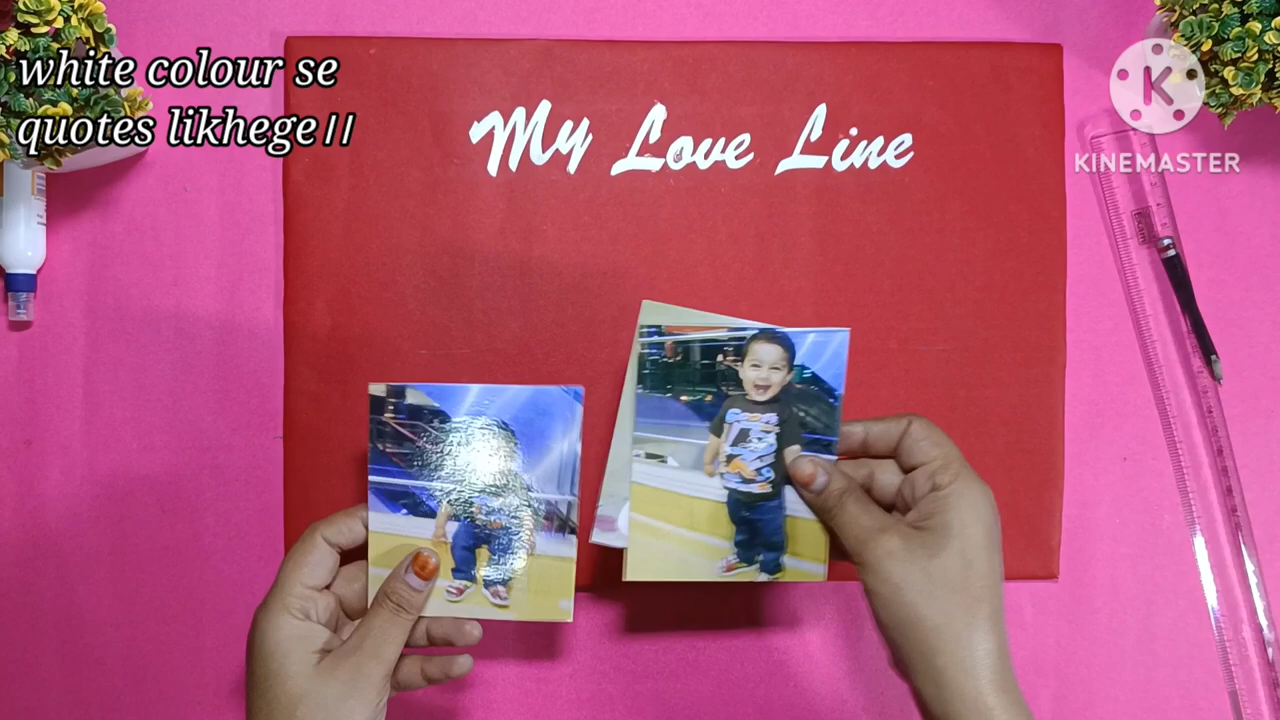 white colour se
quotes likhege।।
My Love Line
K
KINEMASTER